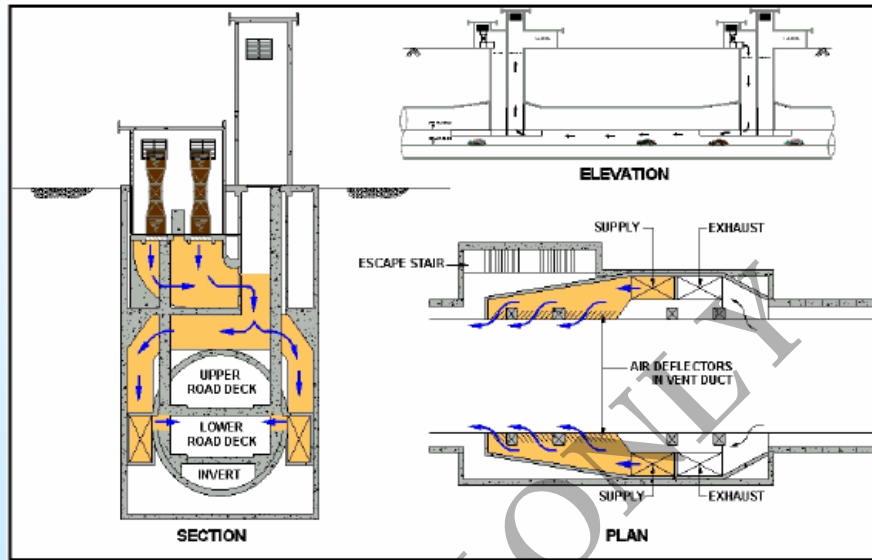 ELEVATION
SUPPLY
EXHAUST
ESCAPE STAIR
AIR DEFLECTORS
IN VENT DUCT
UPPER
ROAD DECK
LOWER
ROAD DECK
INVERT
SUPPLY
EXHAUST
SECTION
PLAN
ONLY